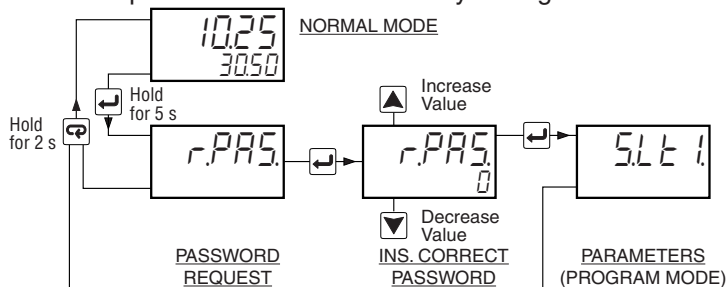 10.25
NORMAL MODE
30.50
Hold
for 5 s
Hold
for 2 s
Increase
Value
r.PAS.
r.PAS.
0
S.Lt 1.
Decrease
Value
PASSWORD
REQUEST
INS. CORRECT
PASSWORD
PARAMETERS
(PROGRAM MODE)